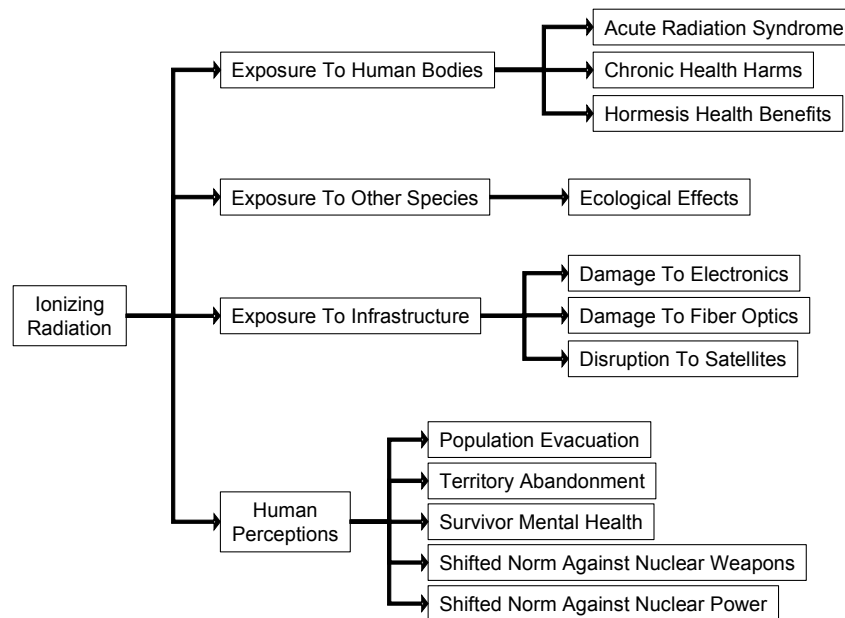 Ionizing
Radiation
Exposure To Human Bodies
Acute Radiation Syndrome
Chronic Health Harms
Hormesis Health Benefits
Exposure To Other Species
Ecological Effects
Exposure To Infrastructure
Damage To Electronics
Damage To Fiber Optics
Disruption To Satellites
Human
Perceptions
Population Evacuation
Territory Abandonment
Survivor Mental Health
Shifted Norm Against Nuclear Weapons
Shifted Norm Against Nuclear Power